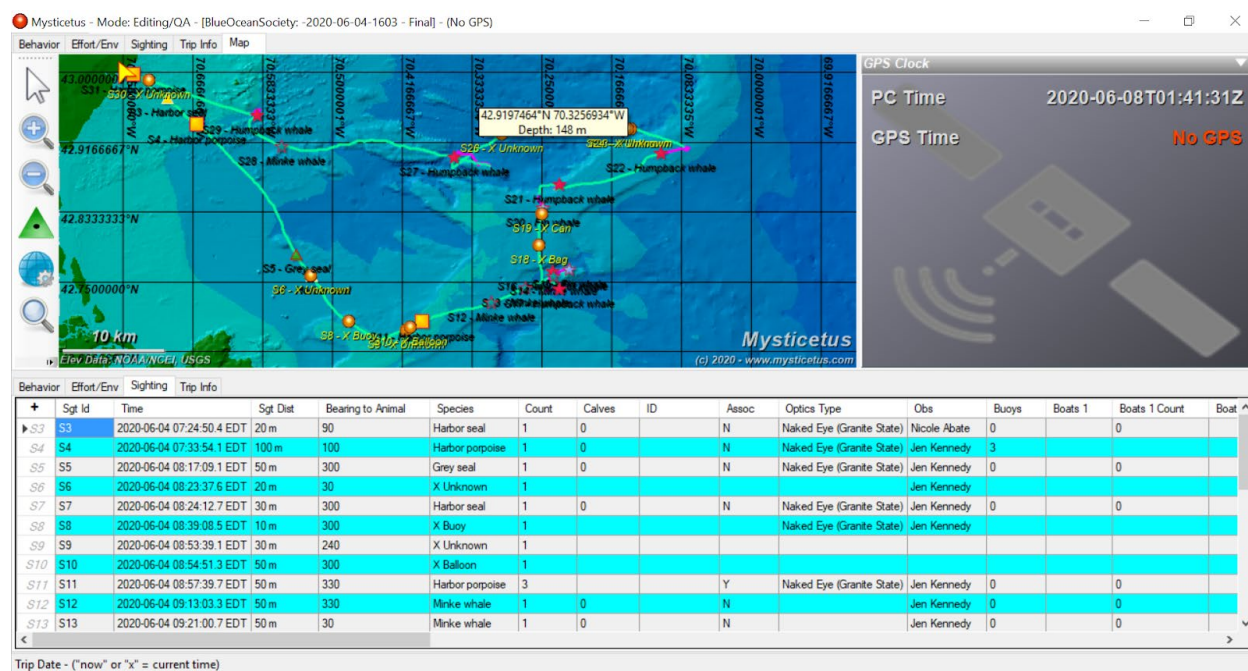 Mysticetus - Mode: Editing/QA - [BlueOceanSociety: -2020-06-04-1603 - Final] - (No GPS)
Behavior Effort/Env Sighting Trip Info Map
GPS Clock
PC Time 2020-06-08T01:41:31Z
GPS Time No GPS
70.5000001°W
70.4166667°W
70.0833335°W
70.0000001°W
69.9166667°W
43.000000
42.9166667°N
42.8333333°N
42.7500000°N
42.9197464°N 70.3256934°W
Depth: 148 m
S30 - X Unknown
S3 - Harbor seal
S4 - Harbor porpoise
S29 - Humpback whale
S28 - Minke whale
S27 - Humpback whale
S22 - Humpback whale
S21 - Humpback whale
S19 - X Can
S18 - X Bag
S5 - Grey seal
S6 - X Unknown
S12 - Minke whale
S8 - X Buoy
10 km
Elev Data: NOAA/NCEI, USGS
Mysticetus
(c) 2020 - www.mysticetus.com
Behavior Effort/Env Sighting Trip Info
+ Sgt Id Time Sgt Dist Bearing to Animal Species Count Calves ID Assoc Optics Type Obs Buoys Boats 1 Boats 1 Count Boat
S3 S3 2020-06-04 07:24:50.4 EDT 20 m 90 Harbor seal 1 0 N Naked Eye (Granite State) Nicole Abate 0 0
S4 S4 2020-06-04 07:33:54.1 EDT 100 m 100 Harbor porpoise 1 0 N Naked Eye (Granite State) Jen Kennedy 3
S5 S5 2020-06-04 08:17:09.1 EDT 50 m 300 Grey seal 1 0 N Naked Eye (Granite State) Jen Kennedy 0 0
S6 S6 2020-06-04 08:23:37.6 EDT 20 m 30 X Unknown 1 Jen Kennedy
S7 S7 2020-06-04 08:24:12.7 EDT 30 m 300 Harbor seal 1 0 N Naked Eye (Granite State) Jen Kennedy 0 0
S8 S8 2020-06-04 08:39:08.5 EDT 10 m 300 X Buoy 1 Naked Eye (Granite State) Jen Kennedy
S9 S9 2020-06-04 08:53:39.1 EDT 30 m 240 X Unknown 1
S10 S10 2020-06-04 08:54:51.3 EDT 50 m 300 X Balloon 1
S11 S11 2020-06-04 08:57:39.7 EDT 50 m 330 Harbor porpoise 3 Y Naked Eye (Granite State) Jen Kennedy 0 0
S12 S12 2020-06-04 09:13:03.3 EDT 50 m 330 Minke whale 1 0 N Jen Kennedy 0 0
S13 S13 2020-06-04 09:21:00.7 EDT 50 m 30 Minke whale 1 0 N Jen Kennedy 0 0
Trip Date - ("now" or "x" = current time)